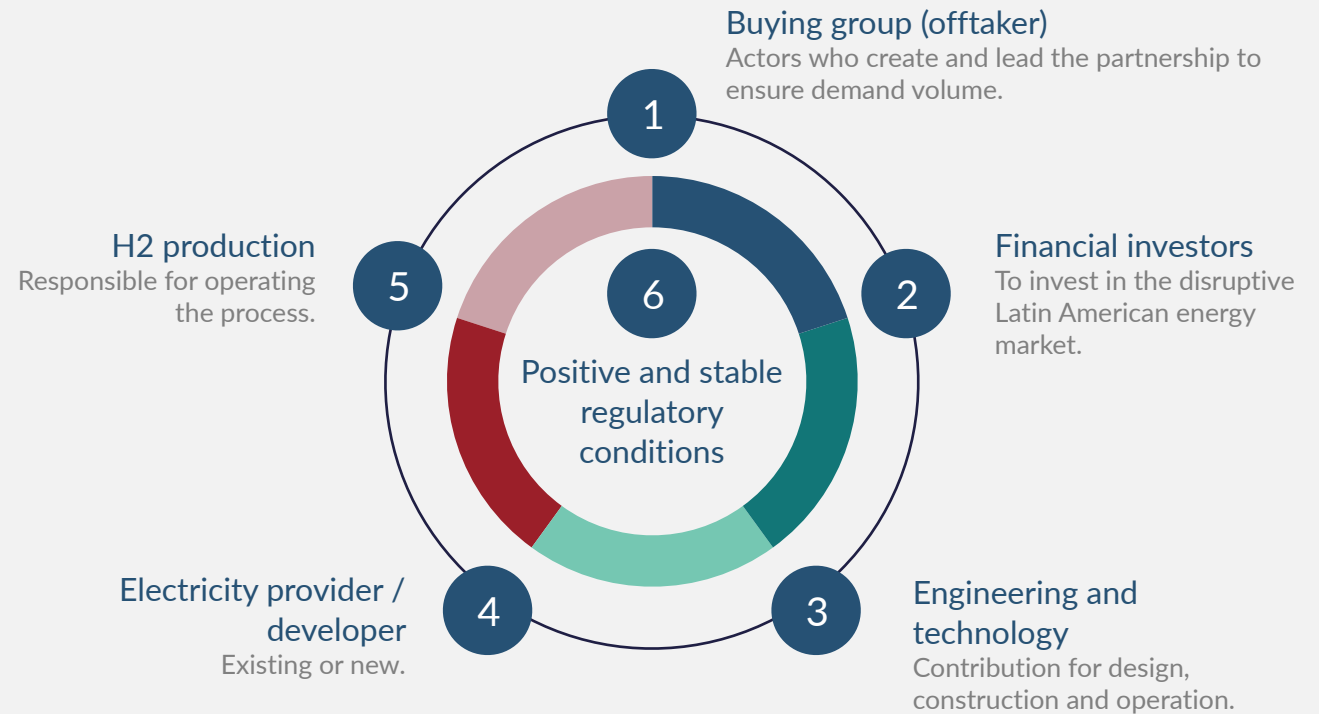 1
Buying group (offtaker)
Actors who create and lead the partnership to
ensure demand volume.
2
Financial investors
To invest in the disruptive
Latin American energy
market.
3
Engineering and
technology
Contribution for design,
construction and operation.
4
Electricity provider /
developer
Existing or new.
5
H2 production
Responsible for operating
the process.
6
Positive and stable
regulatory
conditions